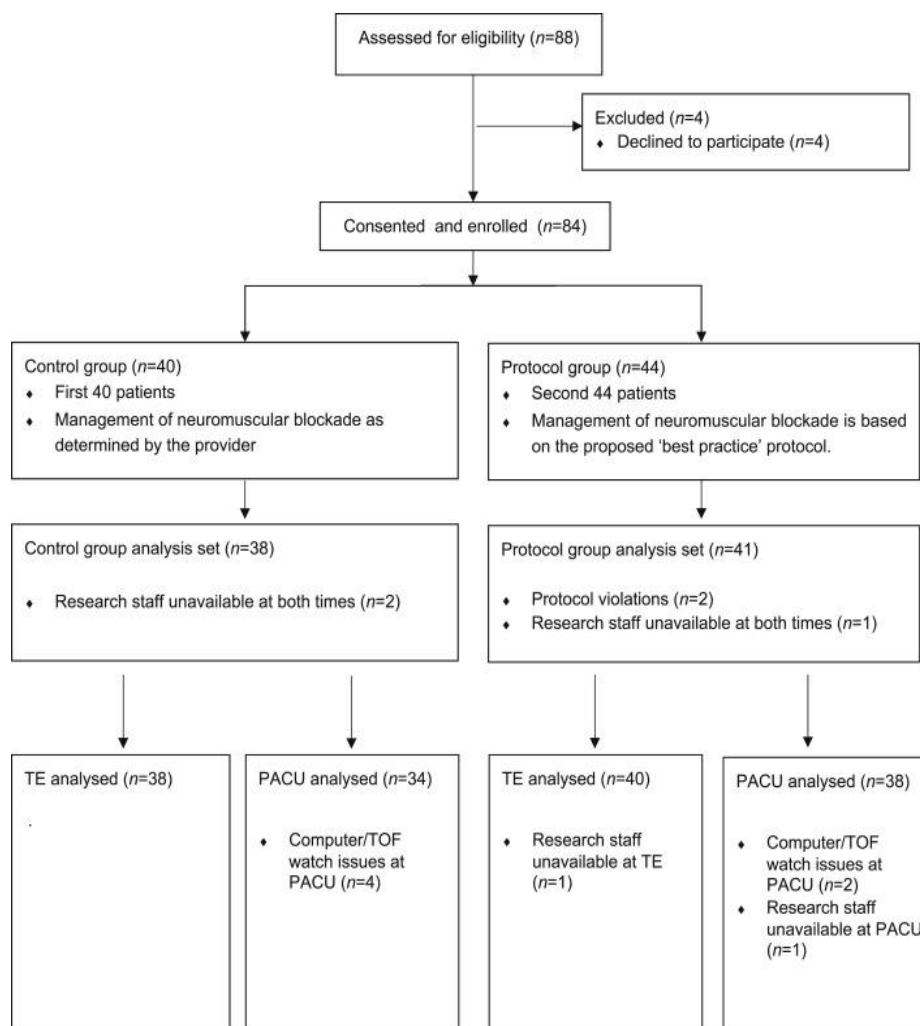 Assessed for eligibility (n=88)
Excluded (n=4)
♦ Declined to participate (n=4)
Consented and enrolled (n=84)
Control group (n=40)
♦ First 40 patients
♦ Management of neuromuscular blockade as
determined by the provider
Protocol group (n=44)
♦ Second 44 patients
♦ Management of neuromuscular blockade is based
on the proposed ‘best practice’ protocol.
Control group analysis set (n=38)
♦ Research staff unavailable at both times (n=2)
Protocol group analysis set (n=41)
♦ Protocol violations (n=2)
♦ Research staff unavailable at both times (n=1)
TE analysed (n=38)
.
PACU analysed (n=34)
♦ Computer/TOF
watch issues at
PACU (n=4)
TE analysed (n=40)
♦ Research staff
unavailable at TE
(n=1)
PACU analysed (n=38)
♦ Computer/TOF
watch issues at
PACU (n=2)
♦ Research staff
unavailable at PACU
(n=1)